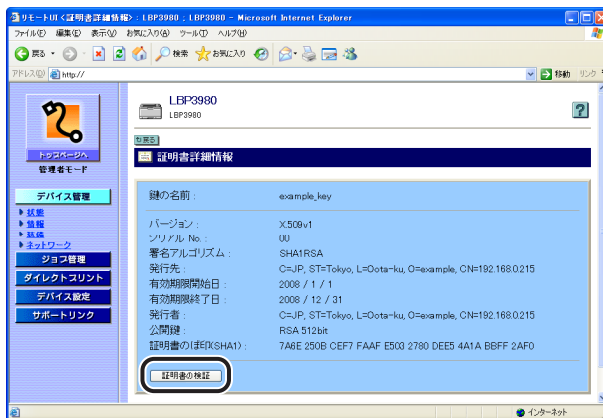 リモートUI <証明書詳細情報> : LBP3980 ; LBP3980 - Microsoft Internet Explorer
ファイル(F) 編集(E) 表示(V) お気に入り(A) ツール(T) ヘルプ(H)
戻る 検索 お気に入り
アドレス(D) http:// 移動 リンク
LBP3980
LBP3980
戻る
トップページへ
管理者モード
証明書詳細情報
デバイス管理
状態
情報
ネットワーク
ジョブ管理
ダイレクトプリント
デバイス設定
サポートリンク
鍵の名前 : example_key
バージョン : X.509v1
シリアル No. : 00
署名アルゴリズム : SHA1RSA
発行先 : C=JP, ST=Tokyo, L=Oota-ku, O=example, CN=192.168.0.215
有効期限開始日 : 2008 / 1 / 1
有効期限終了日 : 2008 / 12 / 31
発行者 : C=JP, ST=Tokyo, L=Oota-ku, O=example, CN=192.168.0.215
公開鍵 : RSA 512bit
証明書の(ぼ印(SHA1) : 7A6E 250B CEF7 FAAF E503 2780 DEE5 4A1A BBFF 2AF0
証明書の検証
インターネット